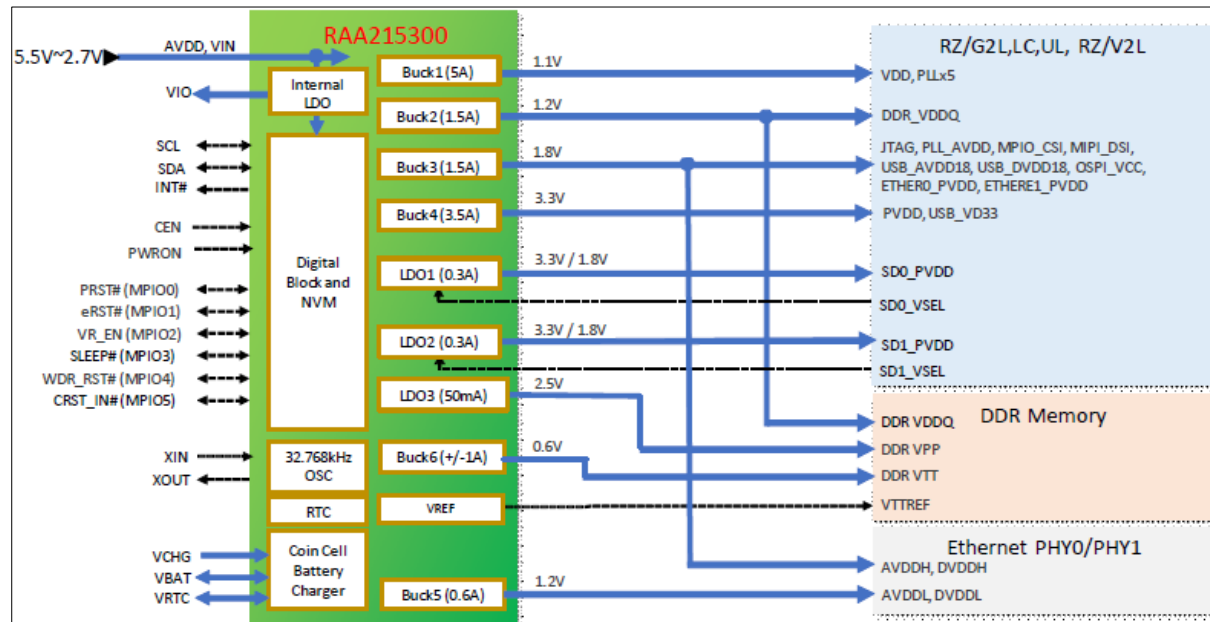 RAA215300
5.5V~2.7V
AVDD, VIN
Internal
LDO
VIO
SCL
SDA
INT#
CEN
PWRON
PRST# (MPIO0)
eRST# (MPIO1)
VR_EN (MPIO2)
SLEEP# (MPIO3)
WDR_RST# (MPIO4)
CRST_IN# (MPIO5)
XIN
XOUT
VCHG
VBAT
VRTC
Digital
Block and
NVM
32.768kHz
OSC
RTC
Coin Cell
Battery
Charger
Buck1 (5A)
Buck2 (1.5A)
Buck3 (1.5A)
Buck4 (3.5A)
LDO1 (0.3A)
LDO2 (0.3A)
LDO3 (50mA)
Buck6 (+/-1A)
VREF
Buck5 (0.6A)
1.1V
1.2V
1.8V
3.3V
3.3V / 1.8V
3.3V / 1.8V
2.5V
0.6V
1.2V
RZ/G2L,LC,UL, RZ/V2L
VDD, PLLx5
DDR_VDDQ
JTAG, PLL_AVDD, MPIO_CSI, MIPI_DSI,
USB_AVDD18, USB_DVDD18, OSPI_VCC,
ETHER0_PVDD, ETHERE1_PVDD
PVDD, USB_VD33
SD0_PVDD
SD0_VSEL
SD1_PVDD
SD1_VSEL
DDR Memory
DDR VDDQ
DDR VPP
DDR VTT
VTTREF
Ethernet PHY0/PHY1
AVDDH, DVDDH
AVDDL, DVDDL